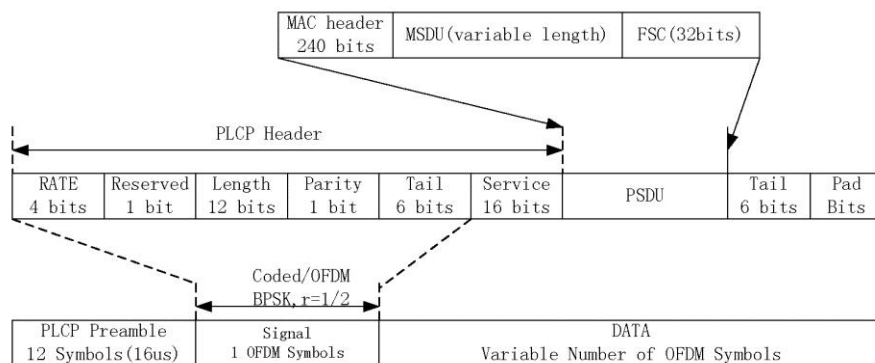 MAC header
240 bits
MSDU(variable length)
FSC(32bits)
PLCP Header
RATE
4 bits
Reserved
1 bit
Length
12 bits
Parity
1 bit
Tail
6 bits
Service
16 bits
PSDU
Tail
6 bits
Pad
Bits
Coded/OFDM
BPSK,r=1/2
PLCP Preamble
12 Symbols(16us)
Signal
1 OFDM Symbols
DATA
Variable Number of OFDM Symbols